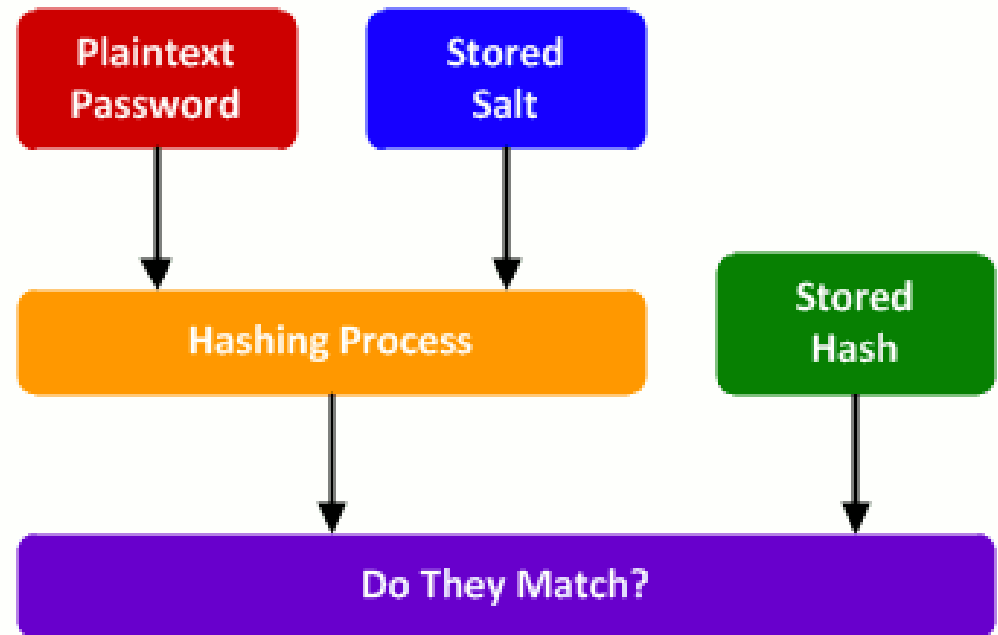 Plaintext
Password
Stored
Salt
Hashing Process
Stored
Hash
Do They Match?